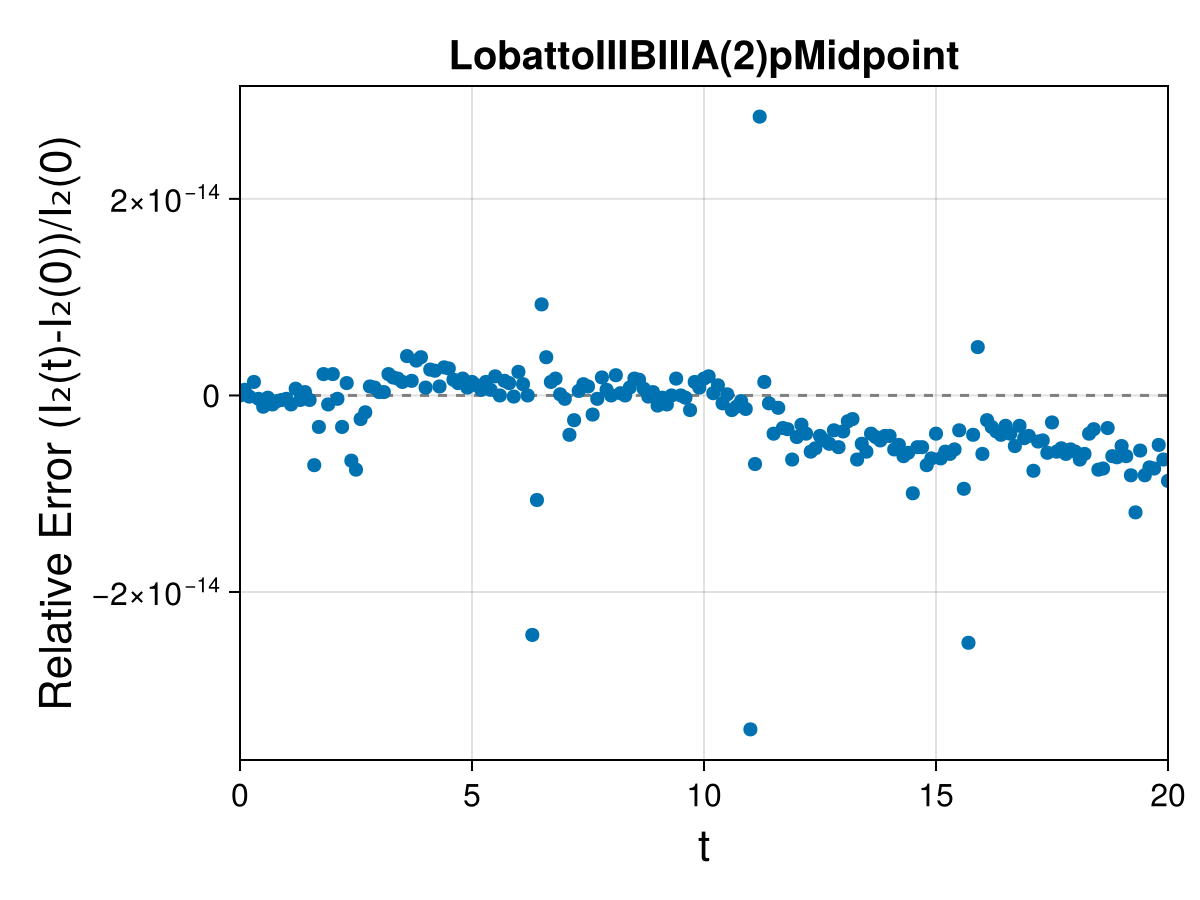 LobattoIIIBIIIA(2)pMidpoint
Relative Error (I₂(t)-I₂(0))/I₂(0)
2×10⁻¹⁴
0
−2×10⁻¹⁴
0 5 10 15 20
t